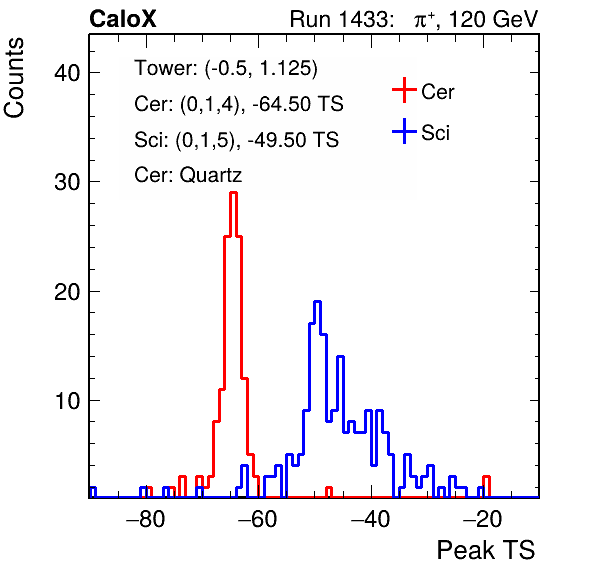 CaloX Run 1433: π⁺, 120 GeV
Counts
Tower: (-0.5, 1.125)
Cer: (0,1,4), -64.50 TS
Sci: (0,1,5), -49.50 TS
Cer: Quartz
Cer
Sci
40
30
20
10
−80 −60 −40 −20
Peak TS